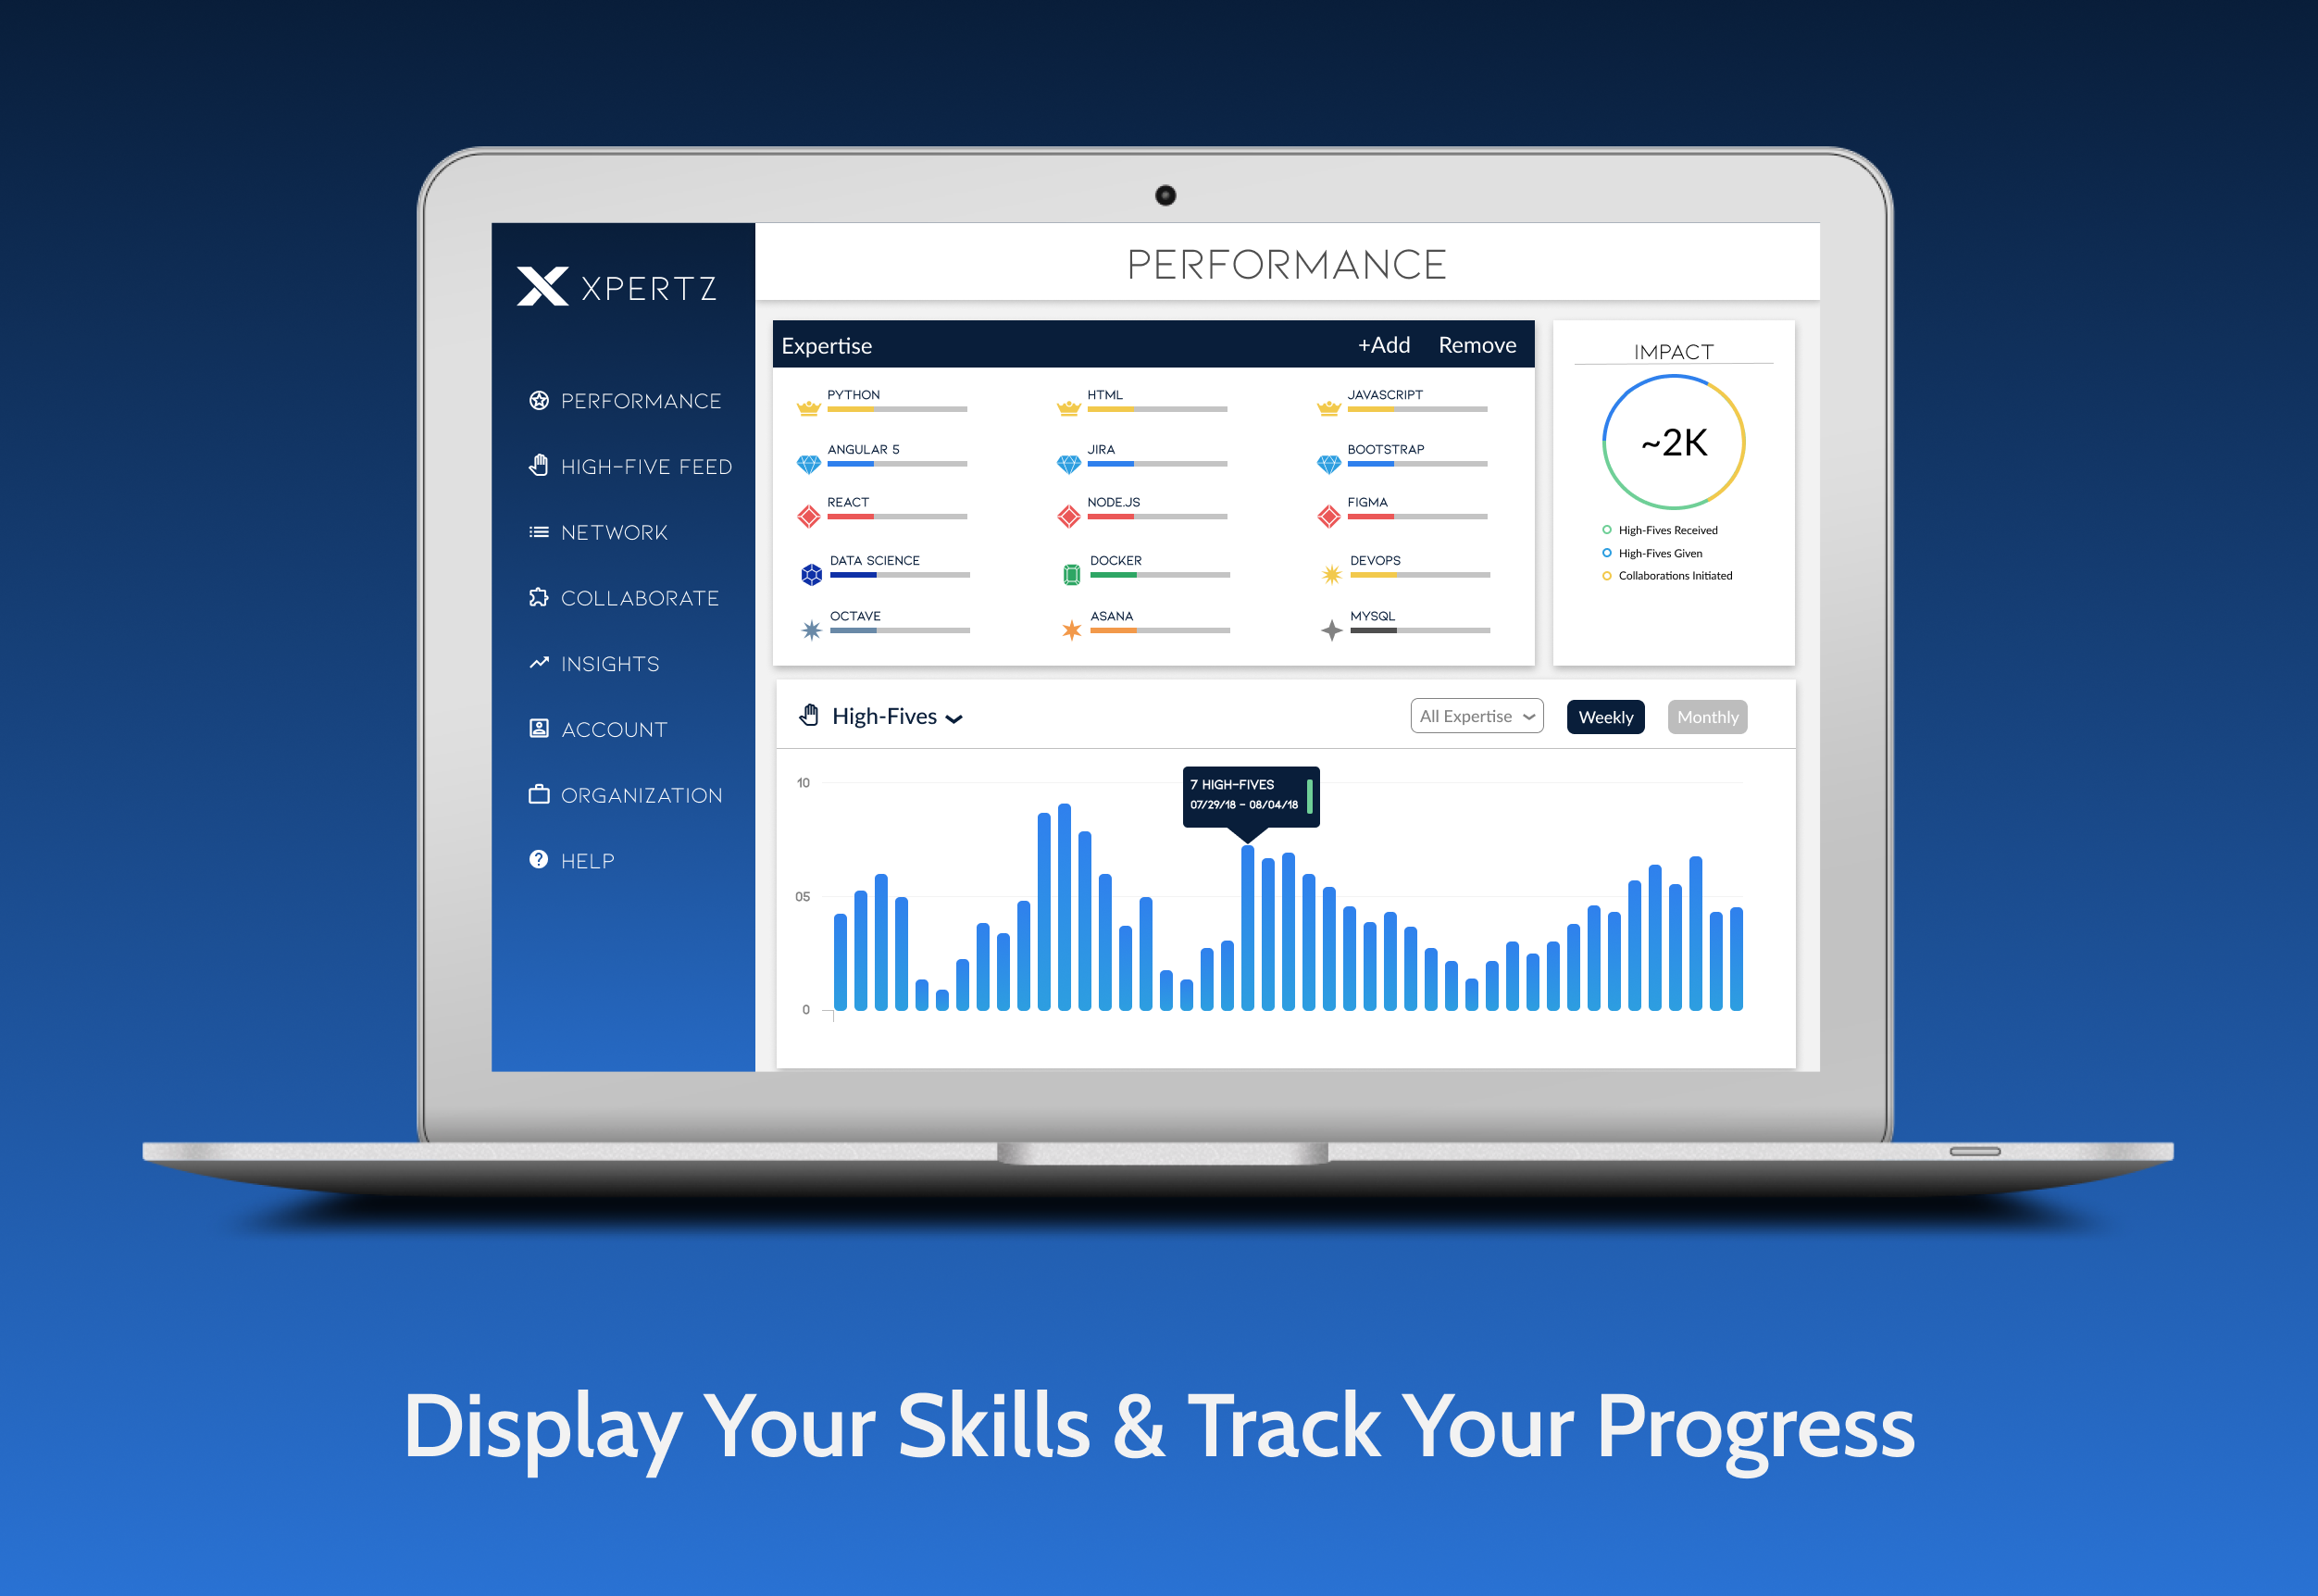 XPERTZ
PERFORMANCE
HIGH-FIVE FEED
NETWORK
COLLABORATE
INSIGHTS
ACCOUNT
ORGANIZATION
HELP
PERFORMANCE
Expertise +Add Remove
PYTHON HTML JAVASCRIPT
ANGULAR 5 JIRA BOOTSTRAP
REACT NODE.JS FIGMA
DATA SCIENCE DOCKER DEVOPS
OCTAVE ASANA MYSQL
IMPACT
~2K
High-Fives Received
High-Fives Given
Collaborations Initiated
High-Fives All Expertise Weekly Monthly
10
05
0
7 HIGH-FIVES
07/29/18 - 08/04/18
Display Your Skills & Track Your Progress